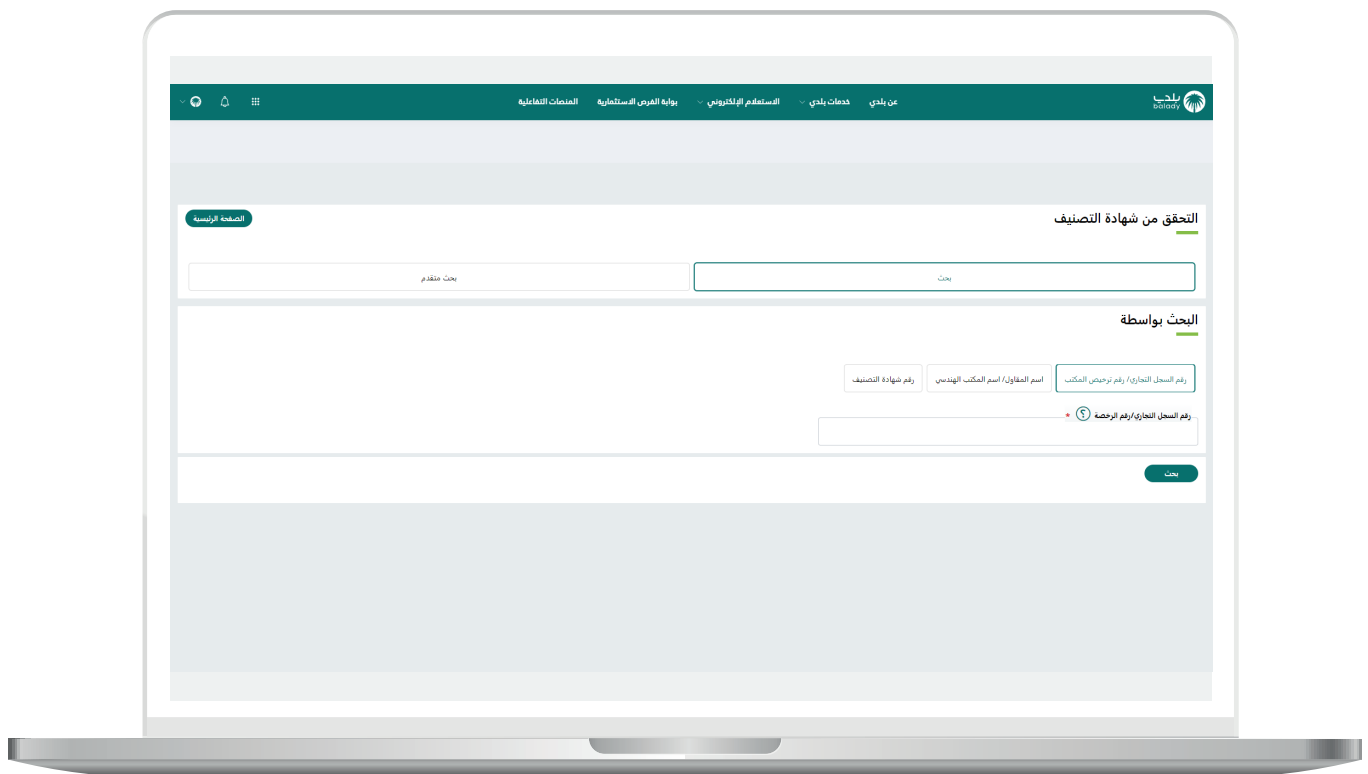 بلدي
balady
عن بلدي
خدمات بلدي
الاستعلام الإلكتروني
بوابة الفرص الاستثمارية
المنصات التفاعلية
التحقق من شهادة التصنيف
الصفحة الرئيسية
بحث
بحث متقدم
البحث بواسطة
رقم السجل التجاري/ رقم ترخيص المكتب
اسم المقاول/ اسم المكتب الهندسي
رقم شهادة التصنيف
رقم السجل التجاري/رقم الرخصة ؟ *
بحث